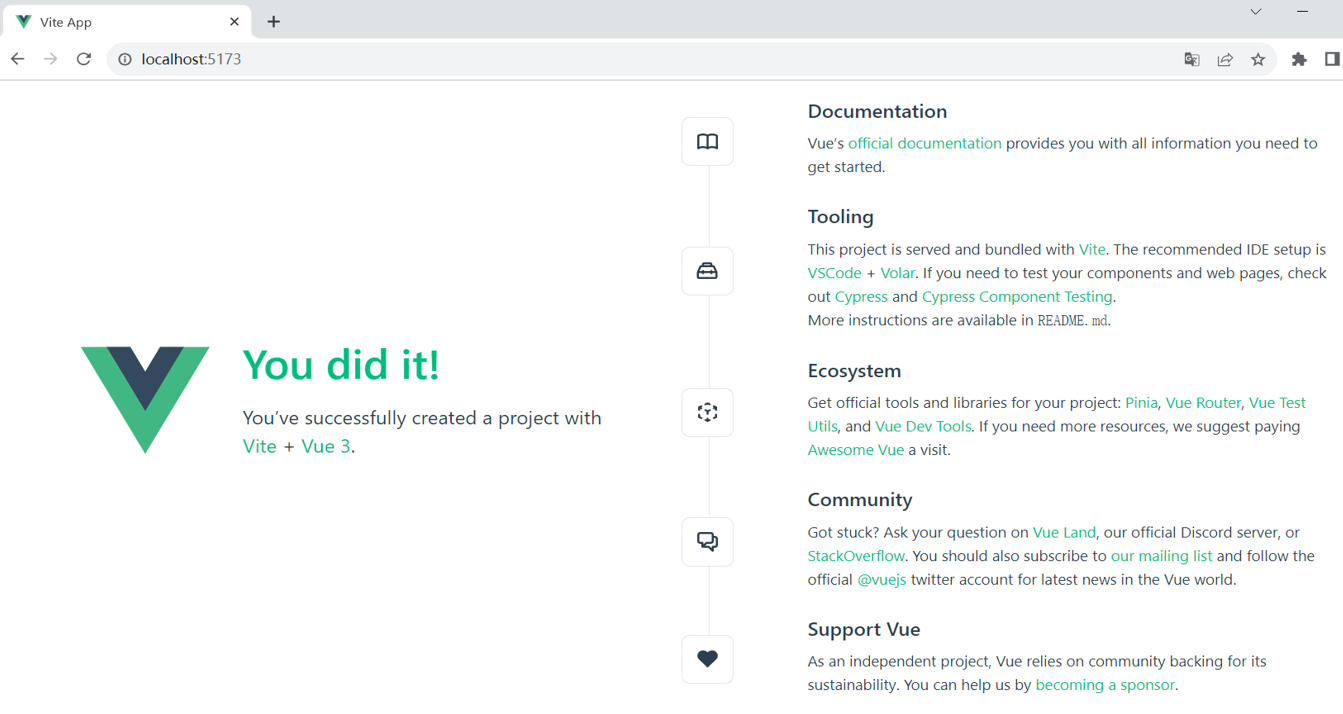 Vite App
localhost:5173
You did it!
You’ve successfully created a project with
Vite + Vue 3.
Documentation
Vue’s official documentation provides you with all information you need to
get started.
Tooling
This project is served and bundled with Vite. The recommended IDE setup is
VSCode + Volar. If you need to test your components and web pages, check
out Cypress and Cypress Component Testing.
More instructions are available in README.md.
Ecosystem
Get official tools and libraries for your project: Pinia, Vue Router, Vue Test
Utils, and Vue Dev Tools. If you need more resources, we suggest paying
Awesome Vue a visit.
Community
Got stuck? Ask your question on Vue Land, our official Discord server, or
StackOverflow. You should also subscribe to our mailing list and follow the
official @vuejs twitter account for latest news in the Vue world.
Support Vue
As an independent project, Vue relies on community backing for its
sustainability. You can help us by becoming a sponsor.